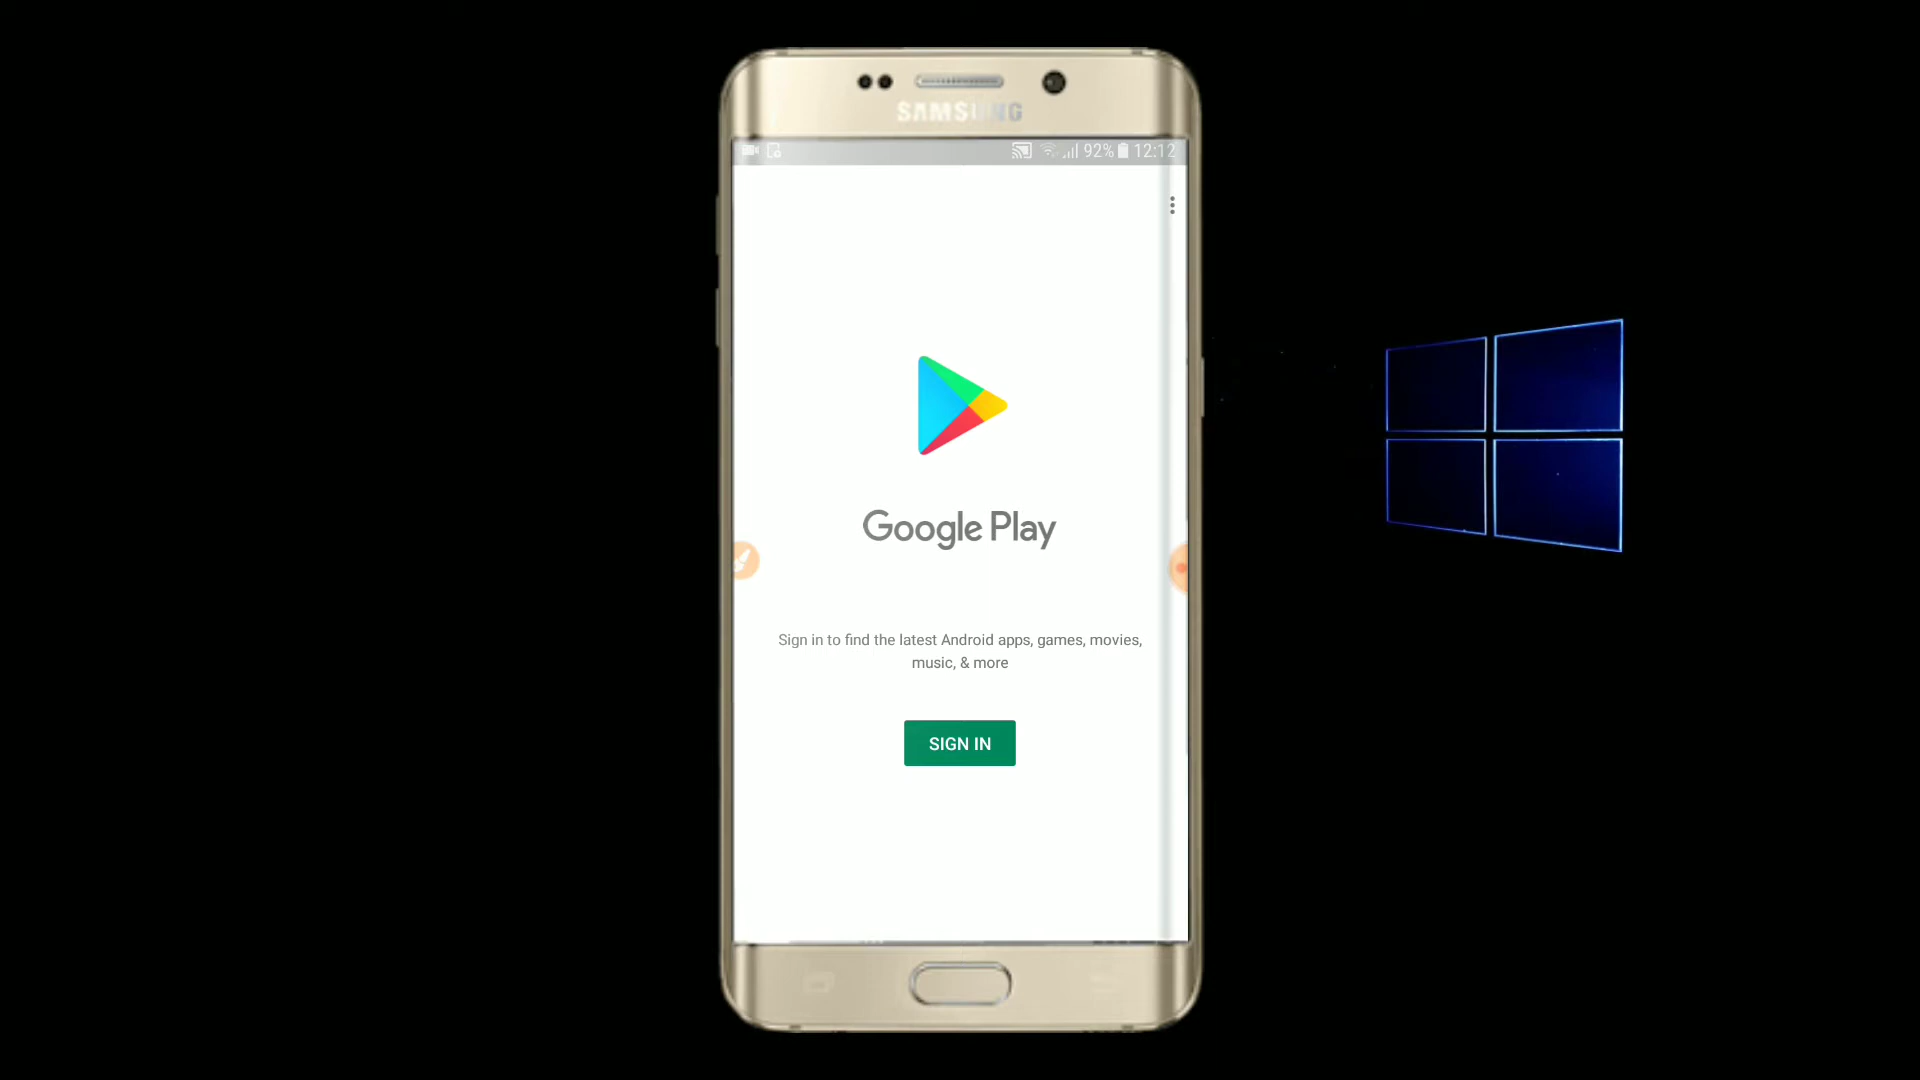 SAMSUNG
92% 12:12
Google Play
Sign in to find the latest Android apps, games, movies,
music, & more
SIGN IN